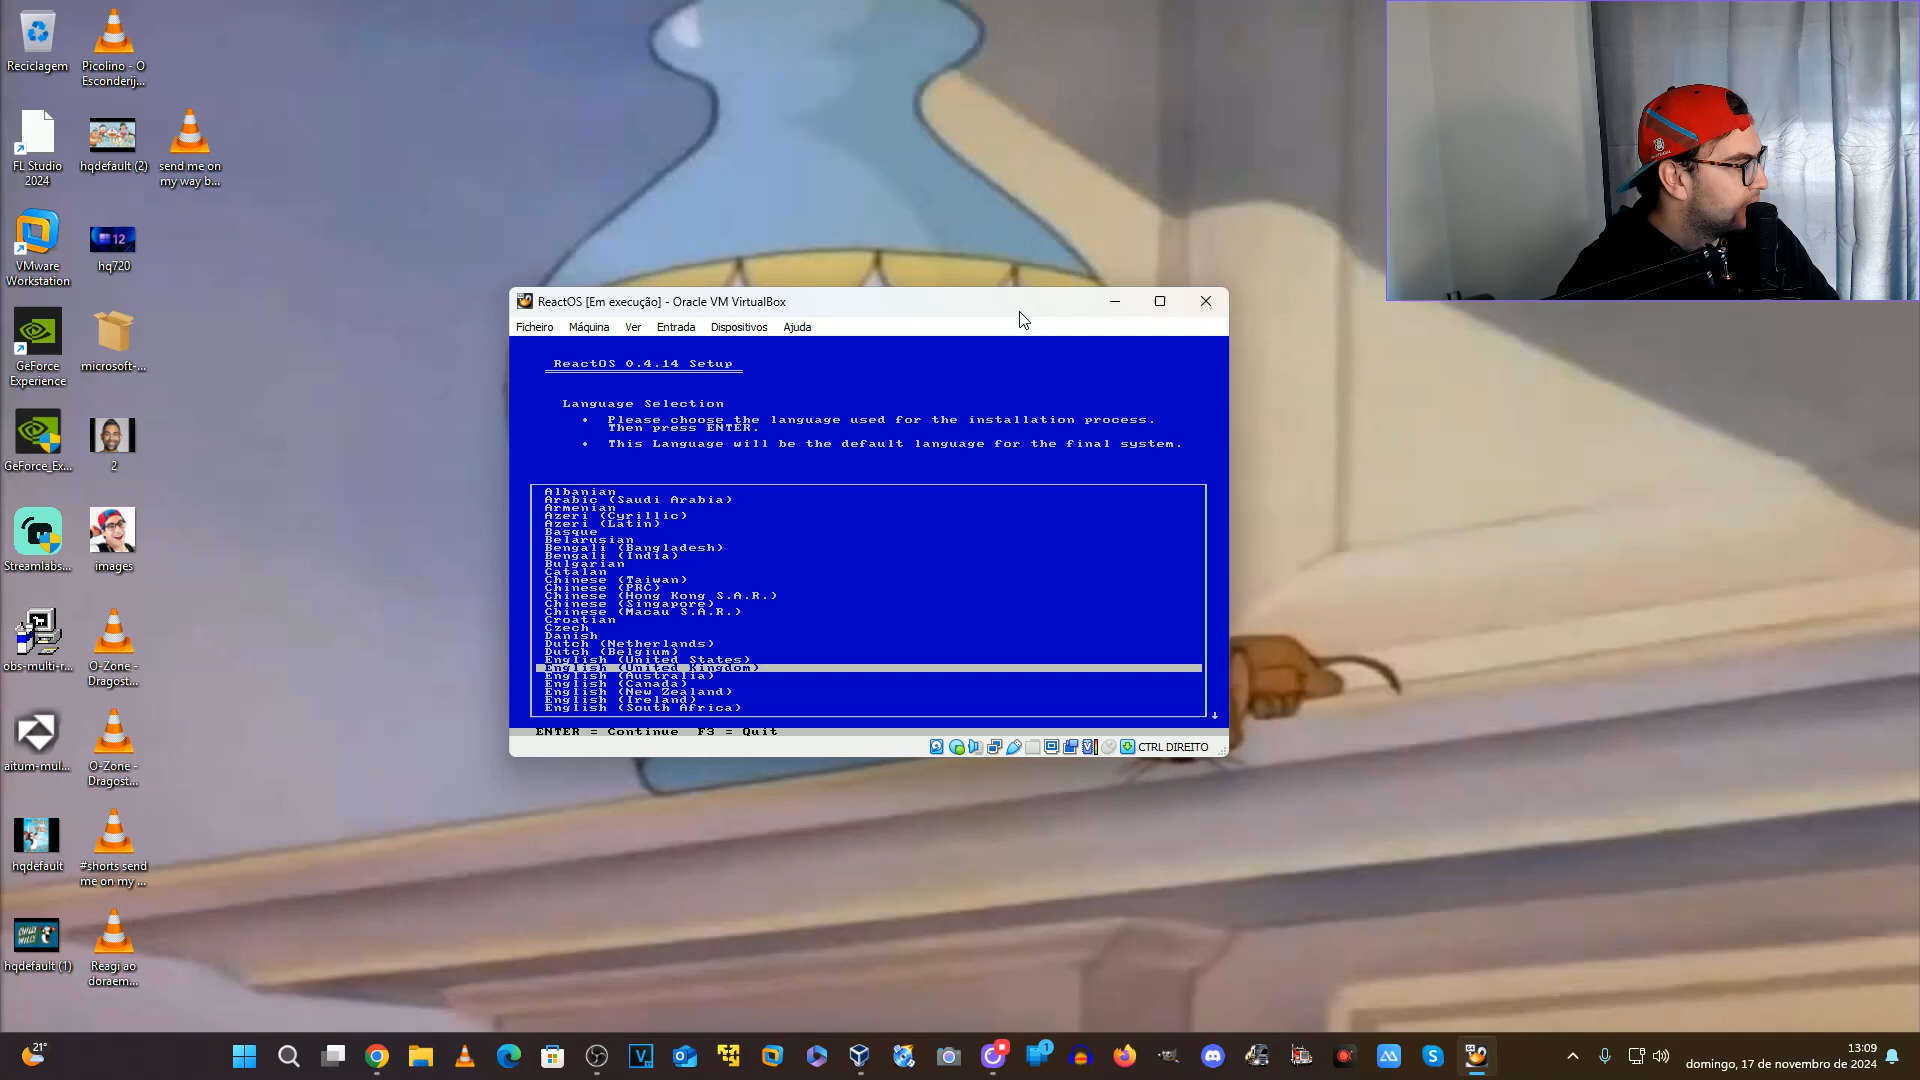 Reciclagem
Picolino - O
Esconderij...
FL Studio
2024
hqdefault (2)
send me on
my way b...
VMware
Workstation
12
hq720
GeForce
Experience
microsoft-...
GeForce_Ex...
2
Streamlabs...
images
obs-multi-r...
O-Zone -
Dragost...
aitum-mul...
O-Zone -
Dragost...
hqdefault
#shorts send
me on my ...
CHILLY
WILLY
hqdefault (1)
Reagi ao
doraem...
ReactOS [Em execução] - Oracle VM VirtualBox
Ficheiro Máquina Ver Entrada Dispositivos Ajuda
ReactOS 0.4.14 Setup
Language Selection
• Please choose the language used for the installation process.
Then press ENTER.
• This Language will be the default language for the final system.
Albanian
Arabic (Saudi Arabia)
Armenian
Azeri (Cyrillic)
Azeri (Latin)
Basque
Belarusian
Bengali (Bangladesh)
Bengali (India)
Bulgarian
Catalan
Chinese (Taiwan)
Chinese (PRC)
Chinese (Hong Kong S.A.R.)
Chinese (Singapore)
Chinese (Macau S.A.R.)
Croatian
Czech
Danish
Dutch (Netherlands)
Dutch (Belgium)
English (United States)
English (United Kingdom)
English (Australia)
English (Canada)
English (New Zealand)
English (Ireland)
English (South Africa)
ENTER = Continue F3 = Quit
CTRL DIREITO
21°
1
13:09
domingo, 17 de novembro de 2024